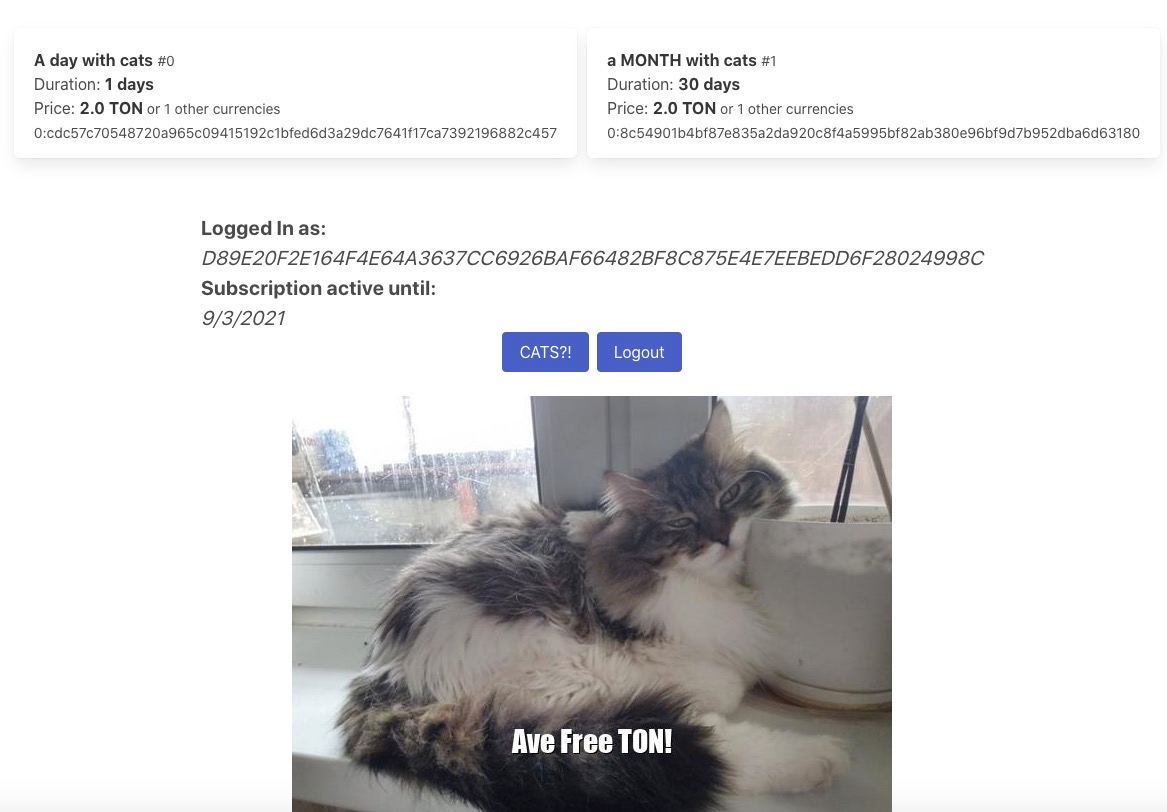 A day with cats #0
Duration: 1 days
Price: 2.0 TON or 1 other currencies
0:cdc57c70548720a965c09415192c1bfed6d3a29dc7641f17ca7392196882c457
a MONTH with cats #1
Duration: 30 days
Price: 2.0 TON or 1 other currencies
0:8c54901b4bf87e835a2da920c8f4a5995bf82ab380e96bf9d7b952dba6d63180
Logged In as:
D89E20F2E164F4E64A3637CC6926BAF66482BF8C875E4E7EEBEDD6F28024998C
Subscription active until:
9/3/2021
CATS?!
Logout
Ave Free TON!